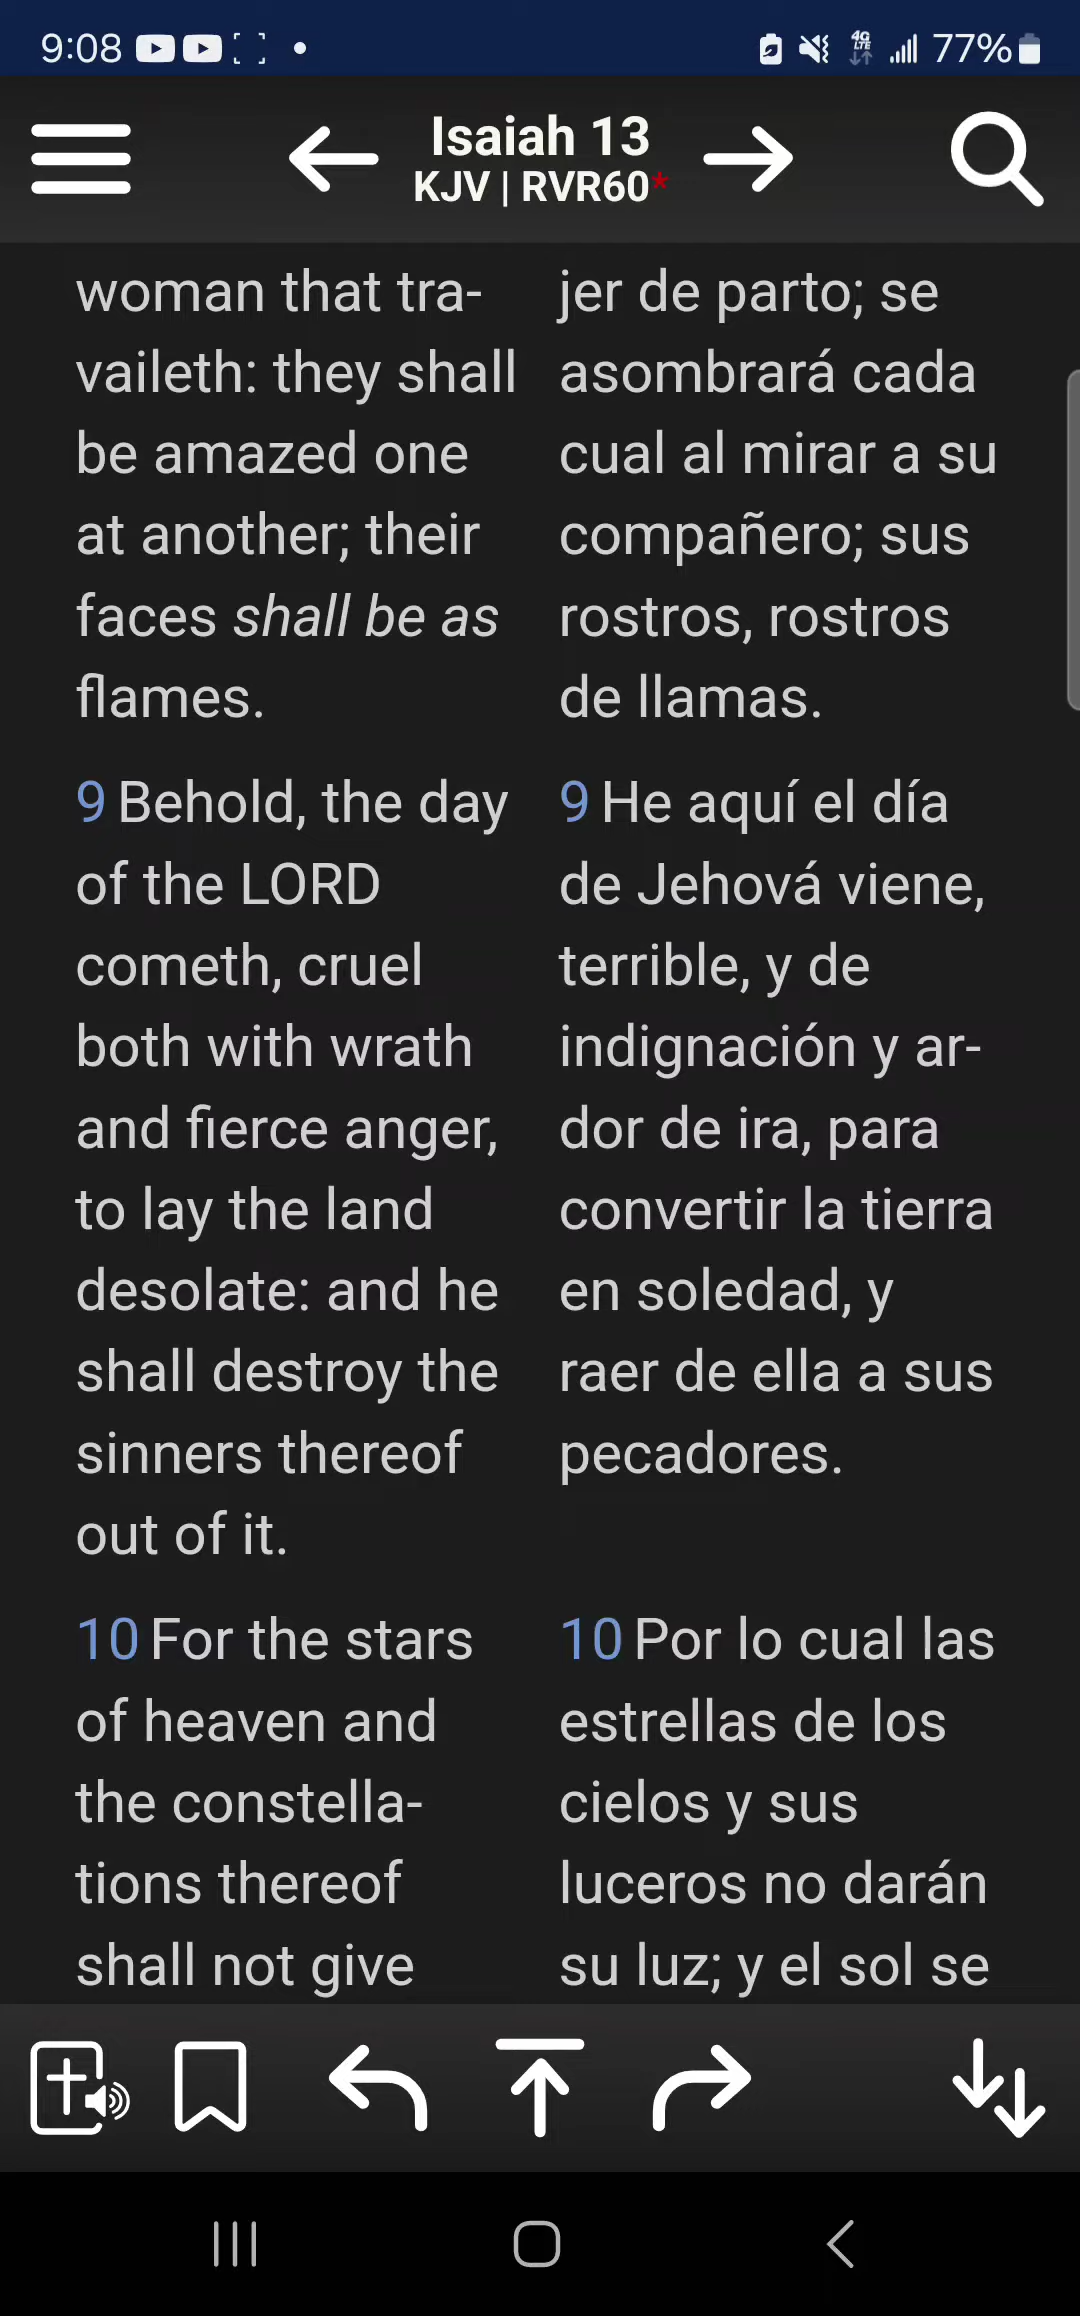 9:08
4G LTE
77%
Isaiah 13
KJV | RVR60*
woman that tra-
vaileth: they shall
be amazed one
at another; their
faces shall be as
flames.
9 Behold, the day
of the LORD
cometh, cruel
both with wrath
and fierce anger,
to lay the land
desolate: and he
shall destroy the
sinners thereof
out of it.
10 For the stars
of heaven and
the constella-
tions thereof
shall not give
jer de parto; se
asombrará cada
cual al mirar a su
compañero; sus
rostros, rostros
de llamas.
9 He aquí el día
de Jehová viene,
terrible, y de
indignación y ar-
dor de ira, para
convertir la tierra
en soledad, y
raer de ella a sus
pecadores.
10 Por lo cual las
estrellas de los
cielos y sus
luceros no darán
su luz; y el sol se